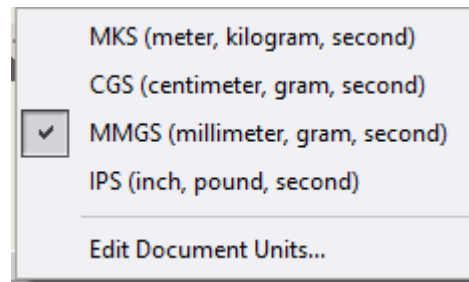 MKS (meter, kilogram, second)
CGS (centimeter, gram, second)
MMGS (millimeter, gram, second)
IPS (inch, pound, second)
Edit Document Units...